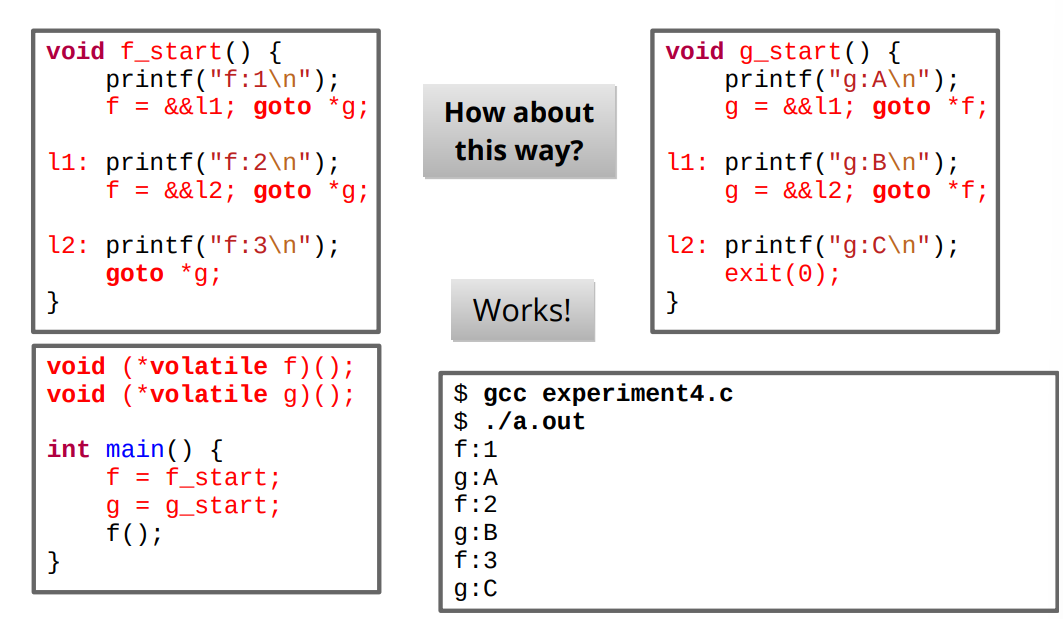 void f_start() {
    printf("f:1\n");
    f = &&l1; goto *g;
l1: printf("f:2\n");
    f = &&l2; goto *g;
l2: printf("f:3\n");
    goto *g;
}
How about
this way?
void g_start() {
    printf("g:A\n");
    g = &&l1; goto *f;
l1: printf("g:B\n");
    g = &&l2; goto *f;
l2: printf("g:C\n");
    exit(0);
}
Works!
void (*volatile f)();
void (*volatile g)();
int main() {
    f = f_start;
    g = g_start;
    f();
}
$ gcc experiment4.c
$ ./a.out
f:1
g:A
f:2
g:B
f:3
g:C